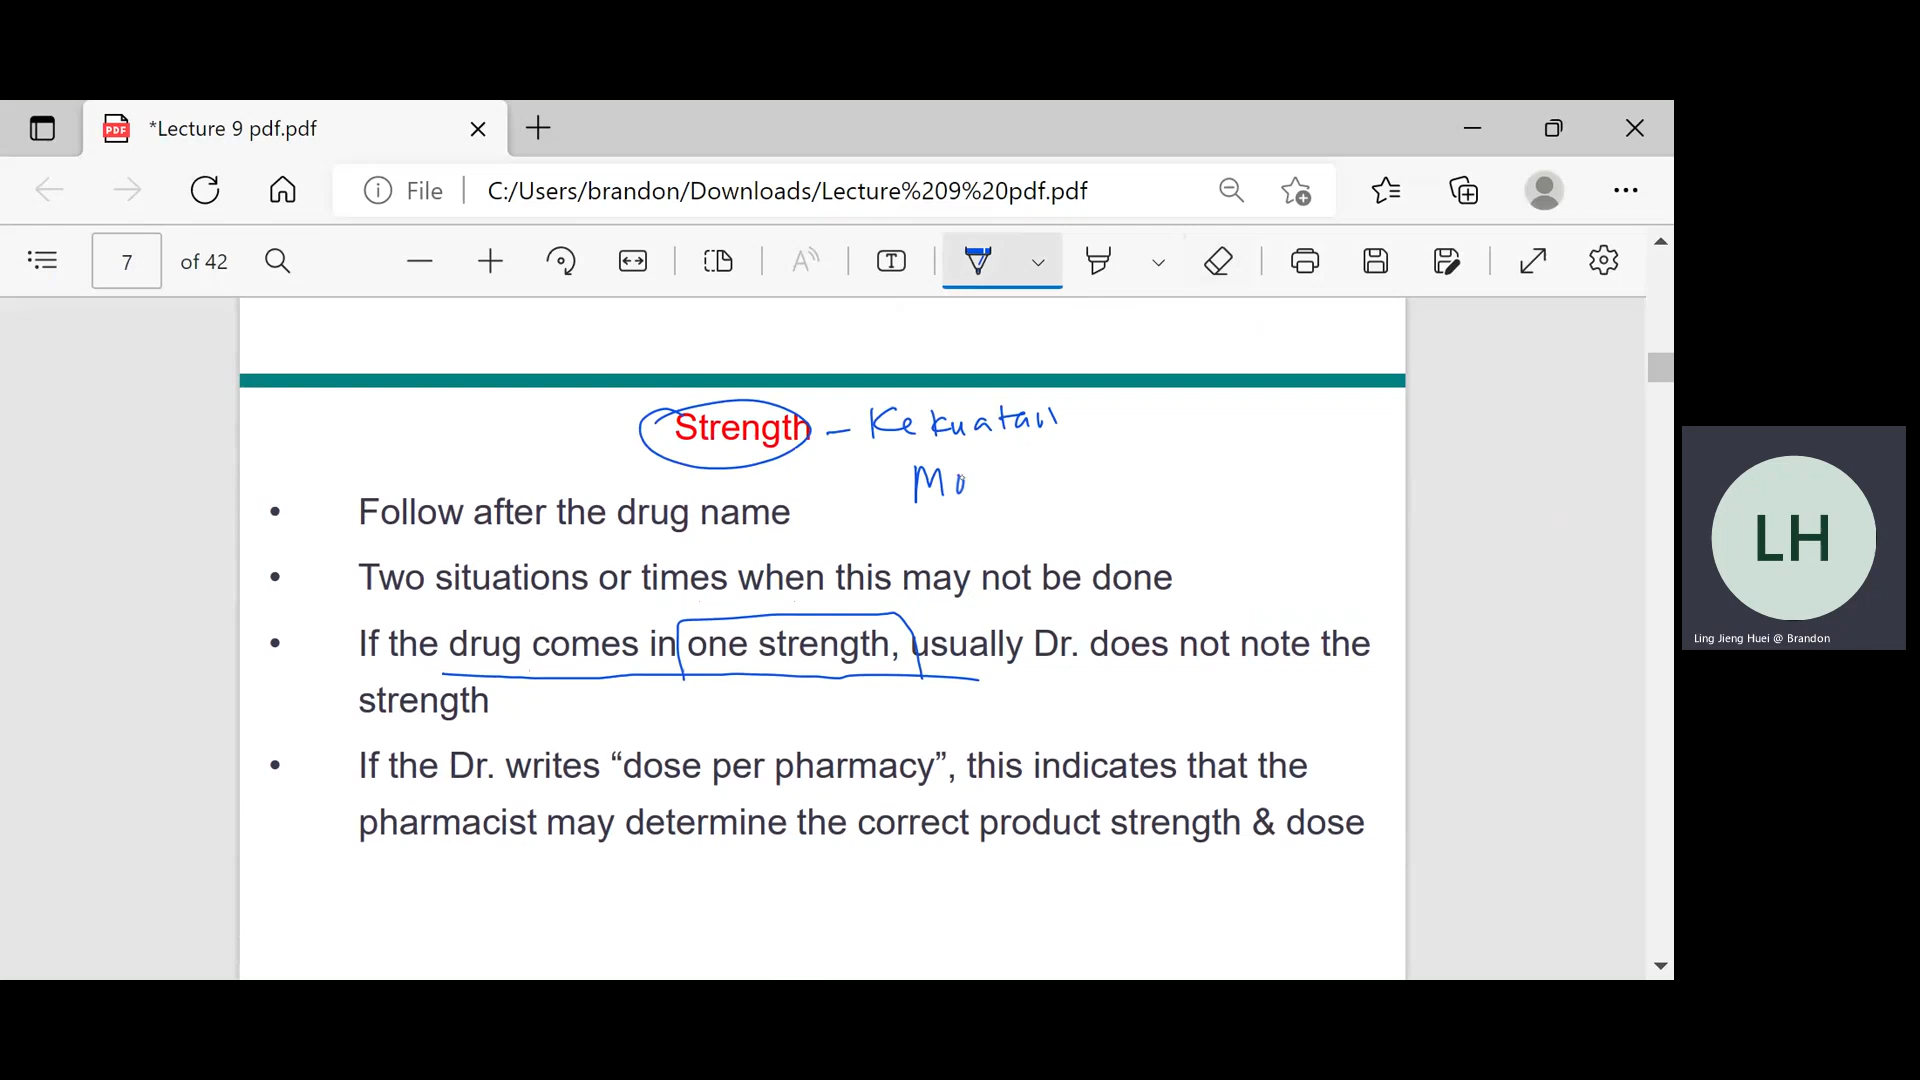 *Lecture 9 pdf.pdf
File
C:/Users/brandon/Downloads/Lecture%209%20pdf.pdf
7 of 42
Strength – Kekuatan
Mo
• Follow after the drug name
• Two situations or times when this may not be done
• If the drug comes in one strength, usually Dr. does not note the
strength
• If the Dr. writes “dose per pharmacy”, this indicates that the
pharmacist may determine the correct product strength & dose
LH
Ling Jieng Huei @ Brandon